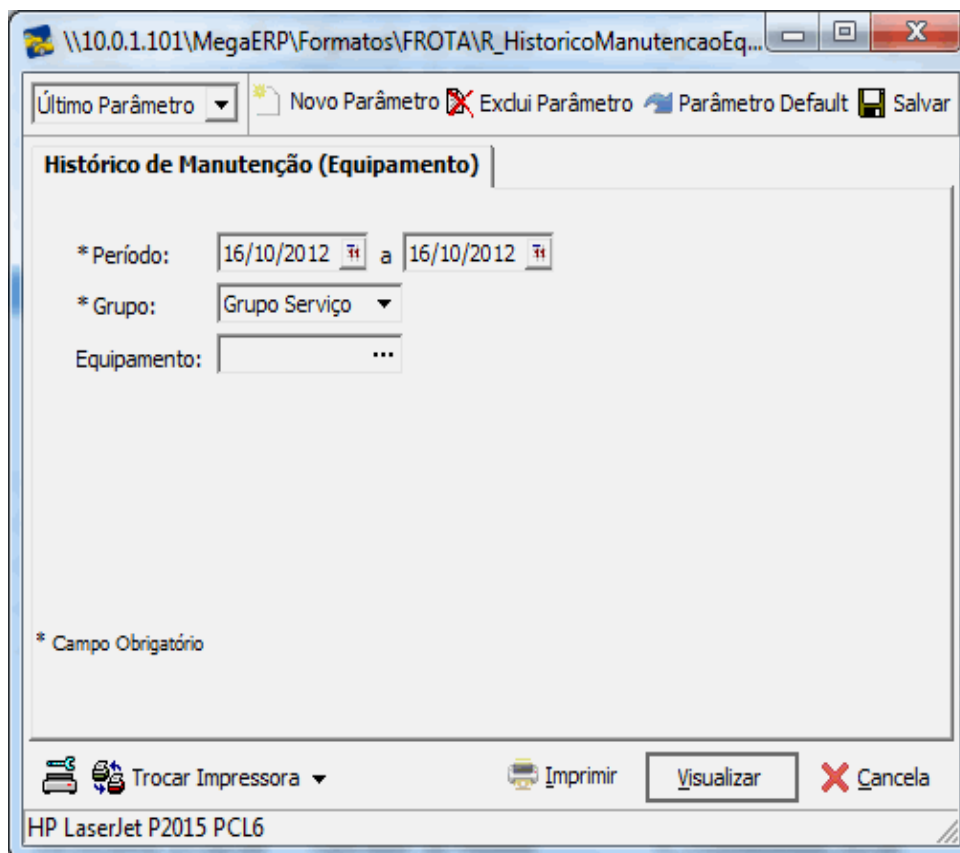 \\10.0.1.101\MegaERP\Formatos\FROTA\R_HistoricoManutencaoEq...
Último Parâmetro Novo Parâmetro Exclui Parâmetro Parâmetro Default Salvar
Histórico de Manutenção (Equipamento)
* Período: 16/10/2012 a 16/10/2012
* Grupo: Grupo Serviço
Equipamento: ...
* Campo Obrigatório
Trocar Impressora Imprimir Visualizar Cancela
HP LaserJet P2015 PCL6